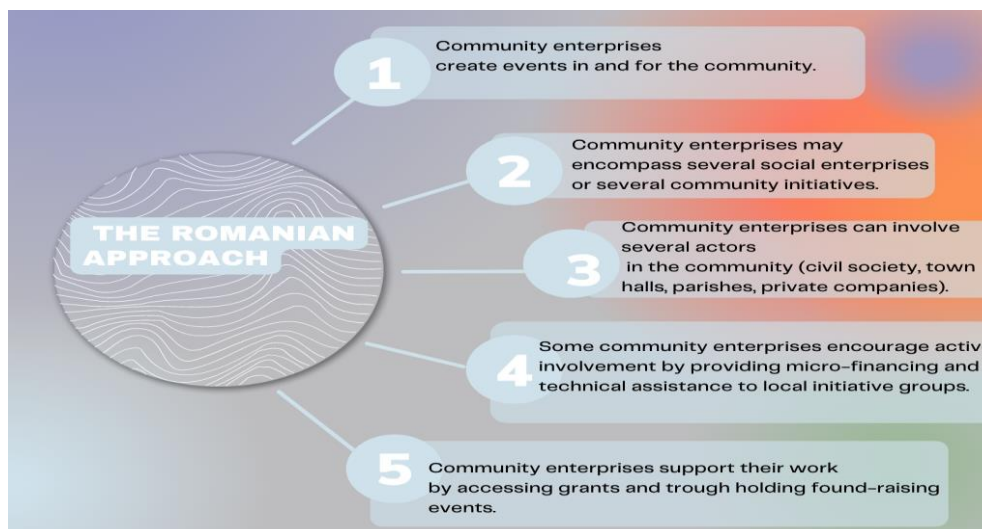 1
Community enterprises
create events in and for the community.
THE ROMANIAN
APPROACH
2
Community enterprises may
encompass several social enterprises
or several community initiatives.
3
Community enterprises can involve
several actors
in the community (civil society, town
halls, parishes, private companies).
4
Some community enterprises encourage activ
involvement by providing micro-financing and
technical assistance to local initiative groups.
5
Community enterprises support their work
by accessing grants and trough holding found-raising
events.